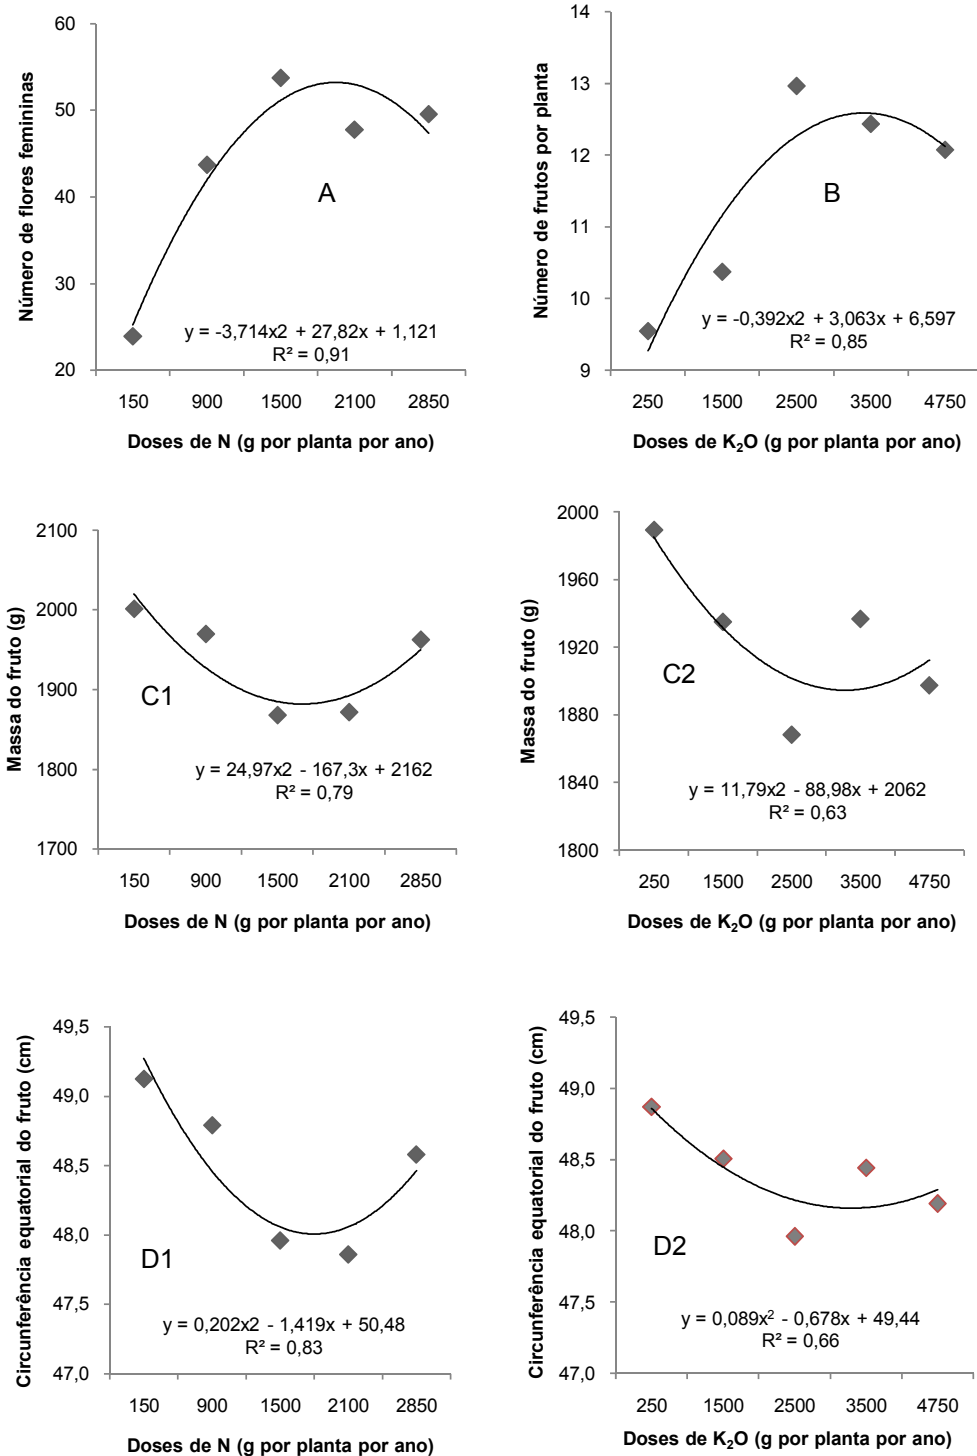 Número de flores femininas
60
50
40
30
20
A
y = -3,714x2 + 27,82x + 1,121
R² = 0,91
150 900 1500 2100 2850
Doses de N (g por planta por ano)
Número de frutos por planta
14
13
12
11
10
9
B
y = -0,392x2 + 3,063x + 6,597
R² = 0,85
250 1500 2500 3500 4750
Doses de K₂O (g por planta por ano)
Massa do fruto (g)
2100
2000
1900
1800
1700
C1
y = 24,97x2 - 167,3x + 2162
R² = 0,79
150 900 1500 2100 2850
Doses de N (g por planta por ano)
Massa do fruto (g)
2000
1960
1920
1880
1840
1800
C2
y = 11,79x2 - 88,98x + 2062
R² = 0,63
250 1500 2500 3500 4750
Doses de K₂O (g por planta por ano)
Circunferência equatorial do fruto (cm)
49,5
49,0
48,5
48,0
47,5
47,0
D1
y = 0,202x2 - 1,419x + 50,48
R² = 0,83
150 900 1500 2100 2850
Doses de N (g por planta por ano)
Circunferência equatorial do fruto (cm)
49,5
49,0
48,5
48,0
47,5
47,0
D2
y = 0,089x² - 0,678x + 49,44
R² = 0,66
250 1500 2500 3500 4750
Doses de K₂O (g por planta por ano)